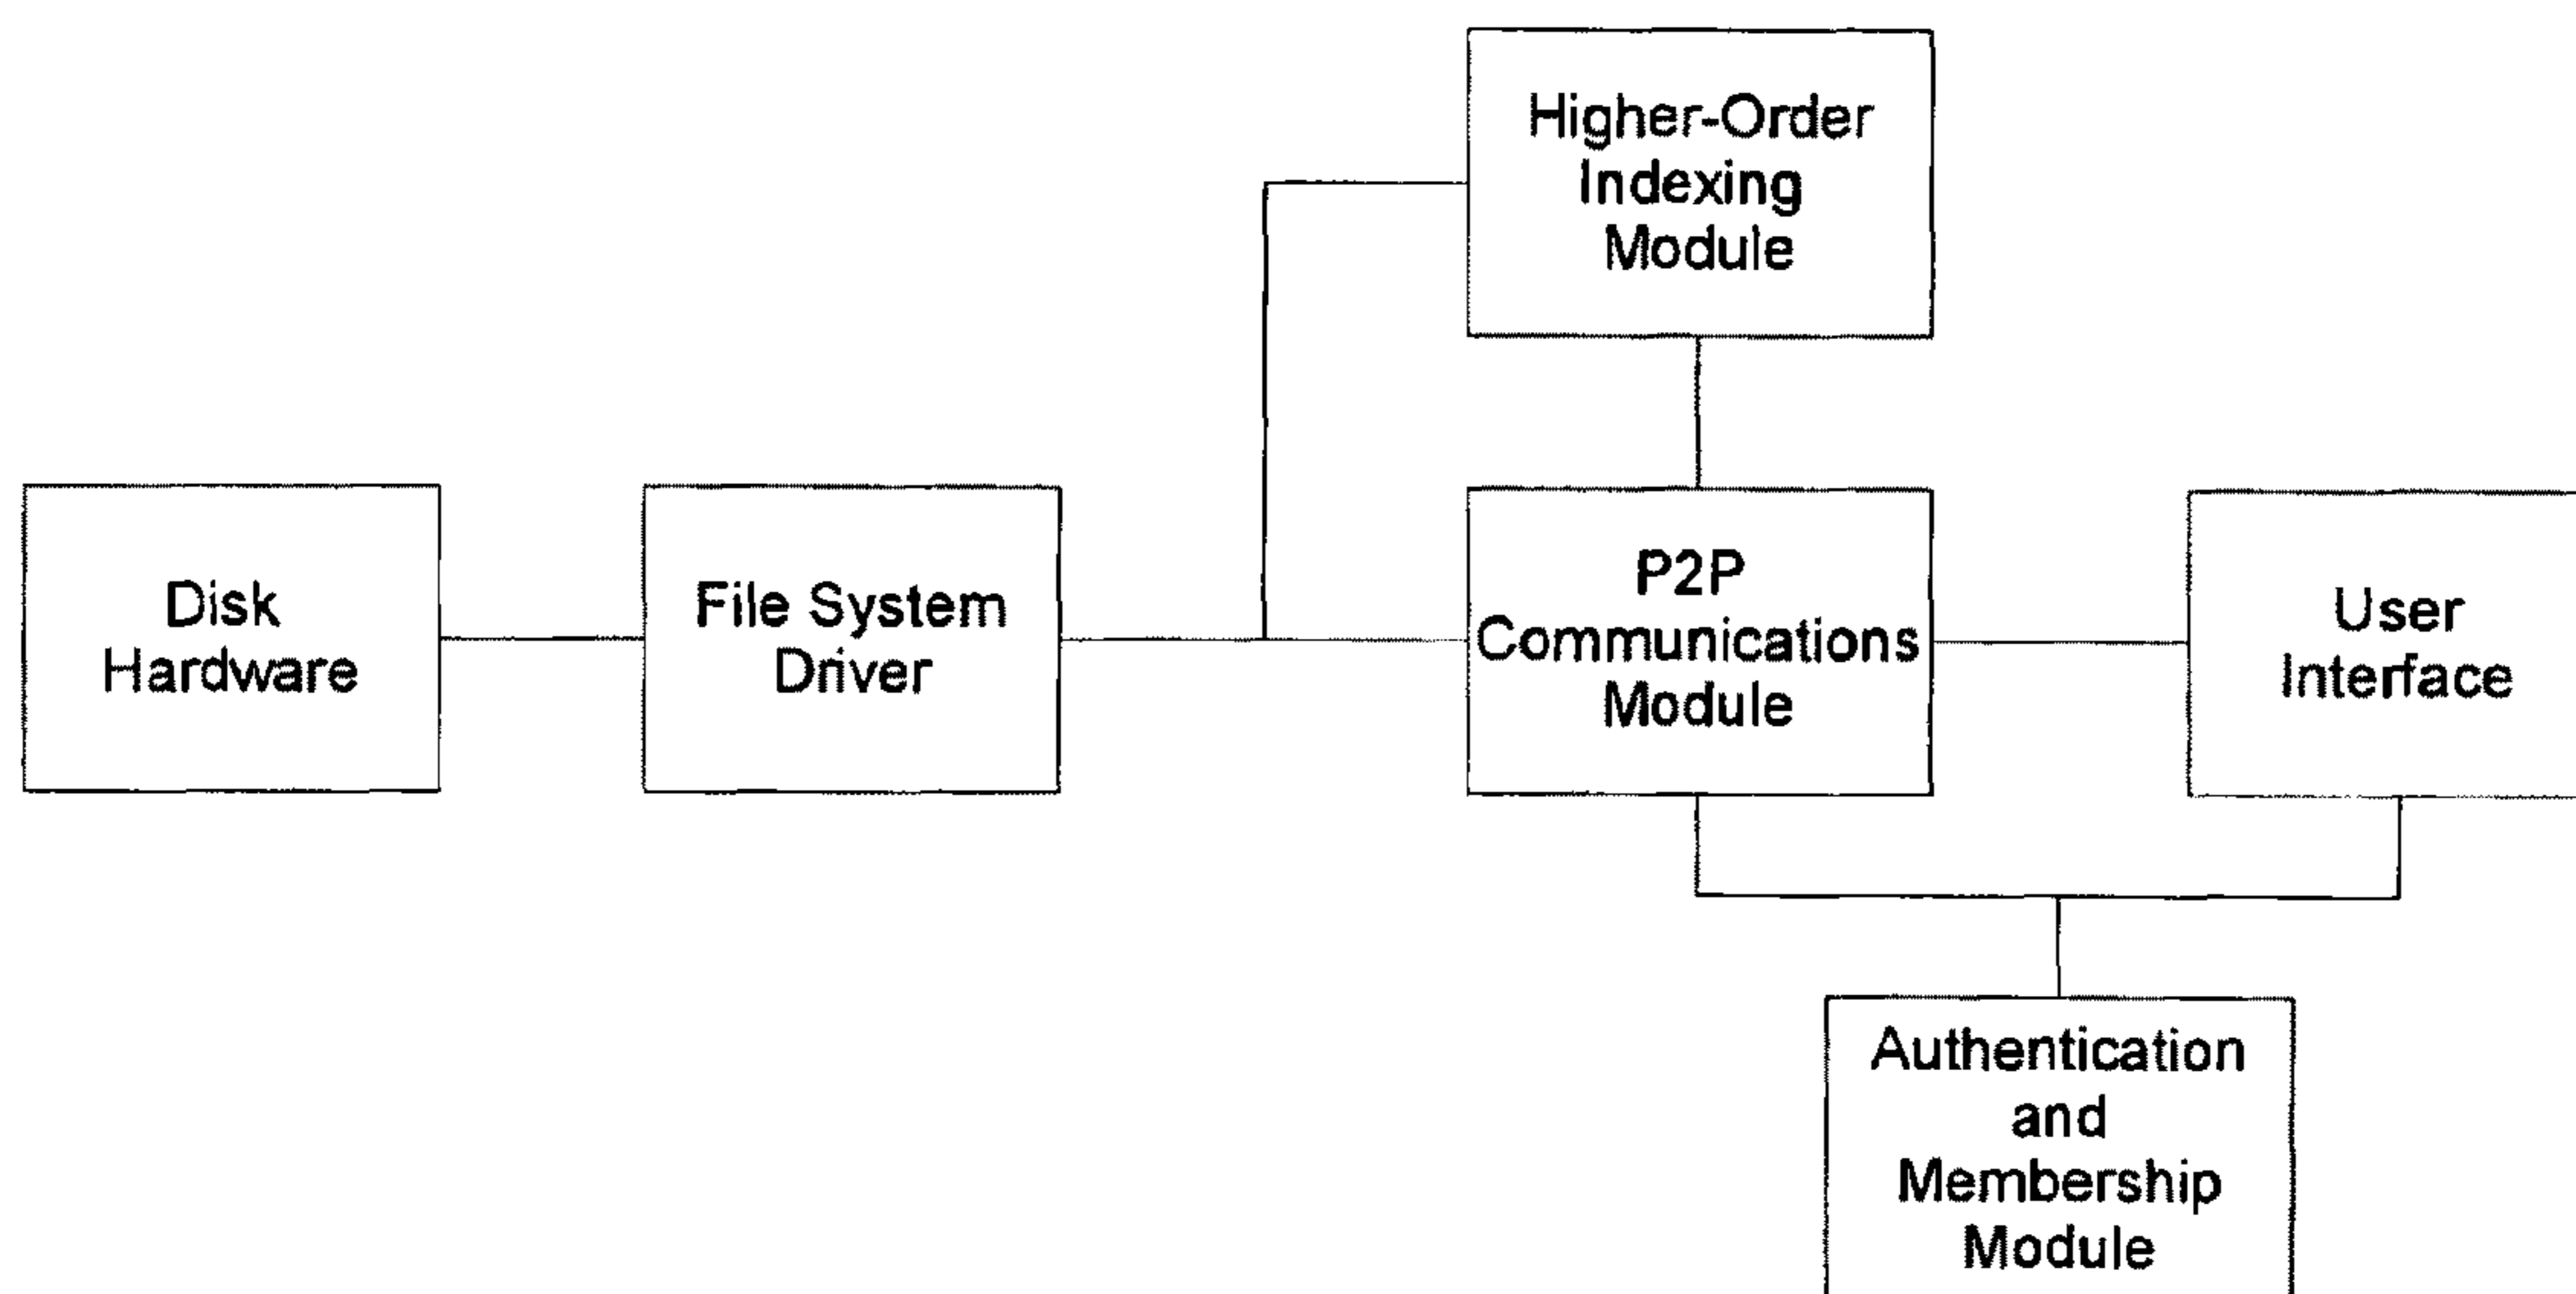 Higher-Order
Indexing
Module
Disk
Hardware
File System
Driver
P2P
Communications
Module
User
Interface
Authentication
and
Membership
Module